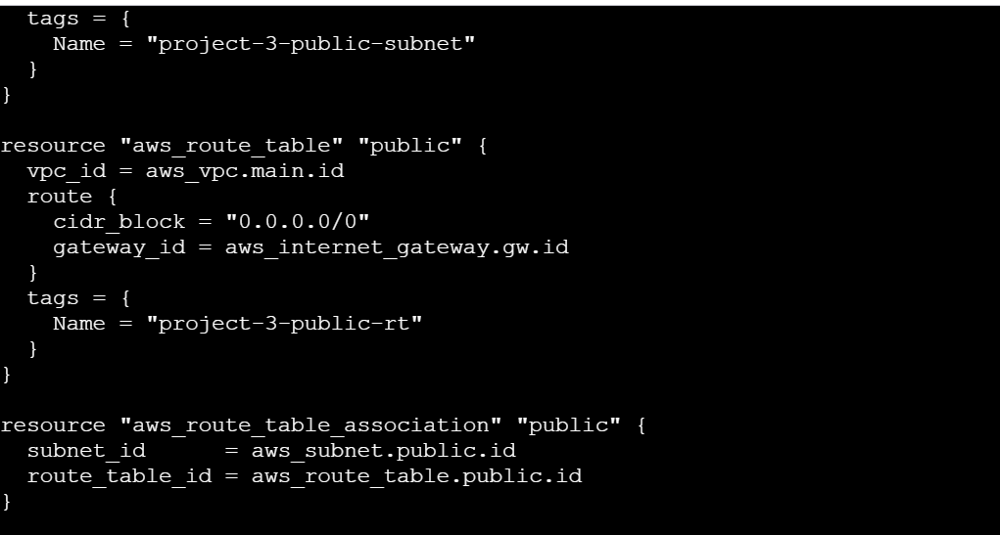 tags = {
    Name = "project-3-public-subnet"
  }
}

resource "aws_route_table" "public" {
  vpc_id = aws_vpc.main.id
  route {
    cidr_block = "0.0.0.0/0"
    gateway_id = aws_internet_gateway.gw.id
  }
  tags = {
    Name = "project-3-public-rt"
  }
}

resource "aws_route_table_association" "public" {
  subnet_id      = aws_subnet.public.id
  route_table_id = aws_route_table.public.id
}